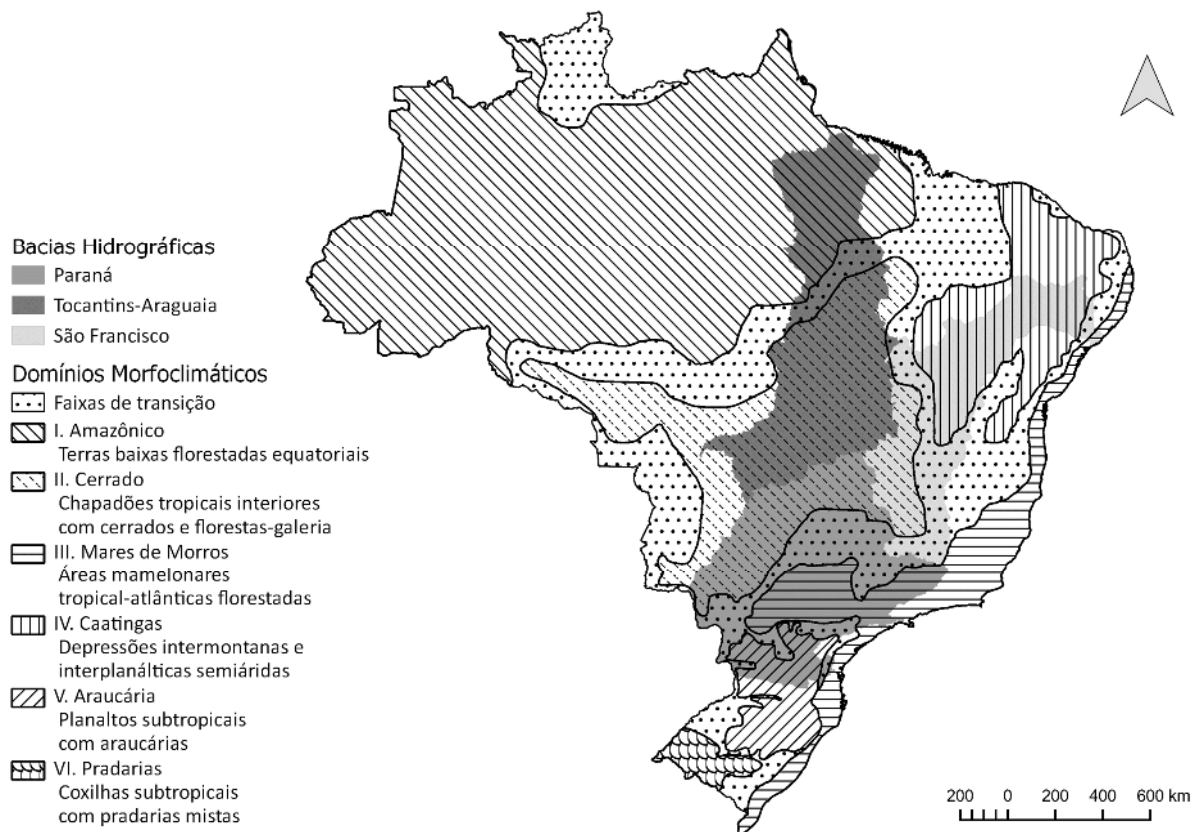 Bacias Hidrográficas
Paraná
Tocantins-Araguaia
São Francisco
Domínios Morfoclimáticos
Faixas de transição
I. Amazônico
Terras baixas florestadas equatoriais
II. Cerrado
Chapadões tropicais interiores
com cerrados e florestas-galeria
III. Mares de Morros
Áreas mamelonares
tropical-atlânticas florestadas
IV. Caatingas
Depressões intermontanas e
interplanálticas semiáridas
V. Araucária
Planaltos subtropicais
com araucárias
VI. Pradarias
Coxilhas subtropicais
com pradarias mistas
200 0 200 400 600 km